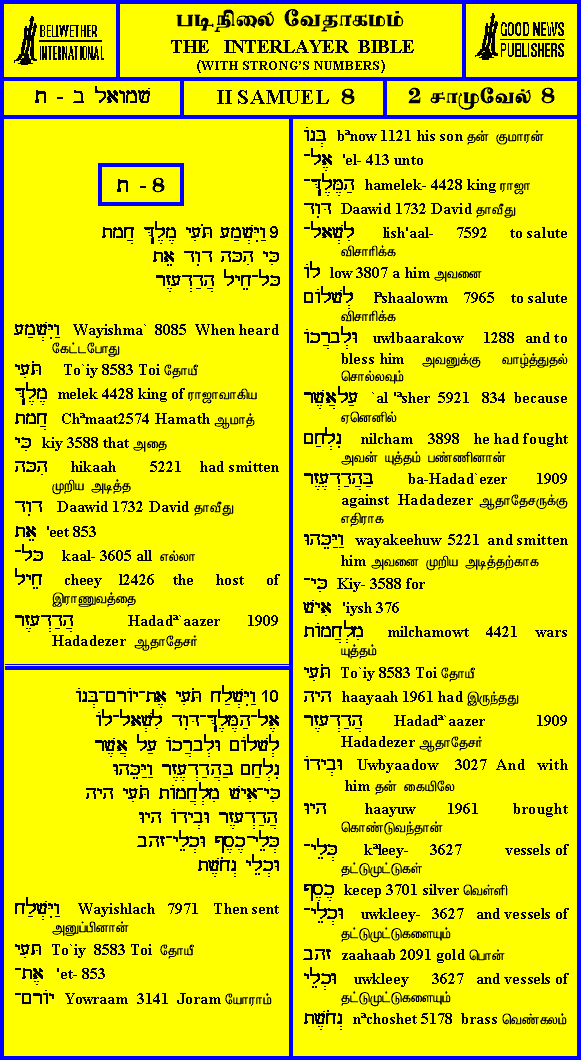 BELLWETHER
INTERNATIONAL
படிநிலை வேதாகமம்
THE INTERLAYER BIBLE
(WITH STRONG'S NUMBERS)
GOOD NEWS
PUBLISHERS
שמואל ב - ת
II SAMUEL 8
2 சாமுவேல் 8
8 - ת
9 וַיִּשְׁמַע תֹּעִי מֶלֶךְ חֲמָת
כִּי הִכָּה דָוִד אֵת
כָּל־חֵיל הֲדַדְעֶזֶר
וַיִּשְׁמַע Wayishma` 8085 When heard
கேட்டபோது
תֹּעִי To`iy 8583 Toi தோயீ
מֶלֶךְ melek 4428 king of ராஜாவாகிய
חֲמָת Chªmaat2574 Hamath ஆமாத்
כִּי kiy 3588 that அதை
הִכָּה hikaah 5221 had smitten
முறிய அடித்த
דָוִד Daawid 1732 David தாவீது
אֵת 'eet 853
כָּל־ kaal- 3605 all எல்லா
חֵיל cheey l2426 the host of
இராணுவத்தை
הֲדַדְעֶזֶר Hadadª`aazer 1909
Hadadezer ஆதாதேசர்
10 וַיִּשְׁלַח תֹּעִי אֶת־יוֹרָם־בְּנוֹ
אֶל־הַמֶּלֶךְ־דָּוִד לִשְׁאָל־לוֹ
לְשָׁלוֹם וּלְבָרֲכוֹ עַל אֲשֶׁר
נִלְחַם בַּהֲדַדְעֶזֶר וַיַּכֵּהוּ
כִּי־אִישׁ מִלְחֲמוֹת תֹּעִי הָיָה
הֲדַדְעֶזֶר וּבְיָדוֹ הָיוּ
כְּלֵי־כֶסֶף וּכְלֵי־זָהָב
וּכְלֵי נְחֹשֶׁת
וַיִּשְׁלַח Wayishlach 7971 Then sent
அனுப்பினான்
תֹּעִי To`iy 8583 Toi தோயீ
אֶת־ 'et- 853
יוֹרָם־ Yowraam 3141 Joram யோராம்
בְּנוֹ bªnow 1121 his son தன் குமாரன்
אֶל־ 'el- 413 unto
הַמֶּלֶךְ־ hamelek- 4428 king ராஜா
דָּוִד Daawid 1732 David தாவீது
לִשְׁאָל־ lish'aal- 7592 to salute
விசாரிக்க
לוֹ low 3807 a him அவனை
לְשָׁלוֹם lªshaalowm 7965 to salute
விசாரிக்க
וּלְבָרֲכוֹ uwlbaarakow 1288 and to
bless him அவனுக்கு வாழ்த்துதல்
சொல்லவும்
עַל־אֲשֶׁר `al 'ªsher 5921 834 because
ஏனெனில்
נִלְחַם nilcham 3898 he had fought
அவன் யுத்தம் பண்ணினான்
בַּהֲדַדְעֶזֶר ba-Hadad`ezer 1909
against Hadadezer ஆதாதேசருக்கு
எதிராக
וַיַּכֵּהוּ wayakeehuw 5221 and smitten
him அவனை முறிய அடித்தற்காக
כִּי־ Kiy- 3588 for
אִישׁ 'iysh 376
מִלְחֲמוֹת milchamowt 4421 wars
யுத்தம்
תֹּעִי To`iy 8583 Toi தோயீ
הָיָה haayaah 1961 had இருந்தது
הֲדַדְעֶזֶר Hadadª`aazer 1909
Hadadezer ஆதாதேசர்
וּבְיָדוֹ Uwbyaadow 3027 And with
him தன் கையிலே
הָיוּ haayuw 1961 brought
கொண்டுவந்தான்
כְּלֵי־ kªleey- 3627 vessels of
தட்டுமுட்டுகள்
כֶסֶף kecep 3701 silver வெள்ளி
וּכְלֵי־ uwkleey- 3627 and vessels of
தட்டுமுட்டுகளையும்
זָהָב zaahaab 2091 gold பொன்
וּכְלֵי uwkleey 3627 and vessels of
தட்டுமுட்டுகளையும்
נְחֹשֶׁת nªchoshet 5178 brass வெண்கலம்